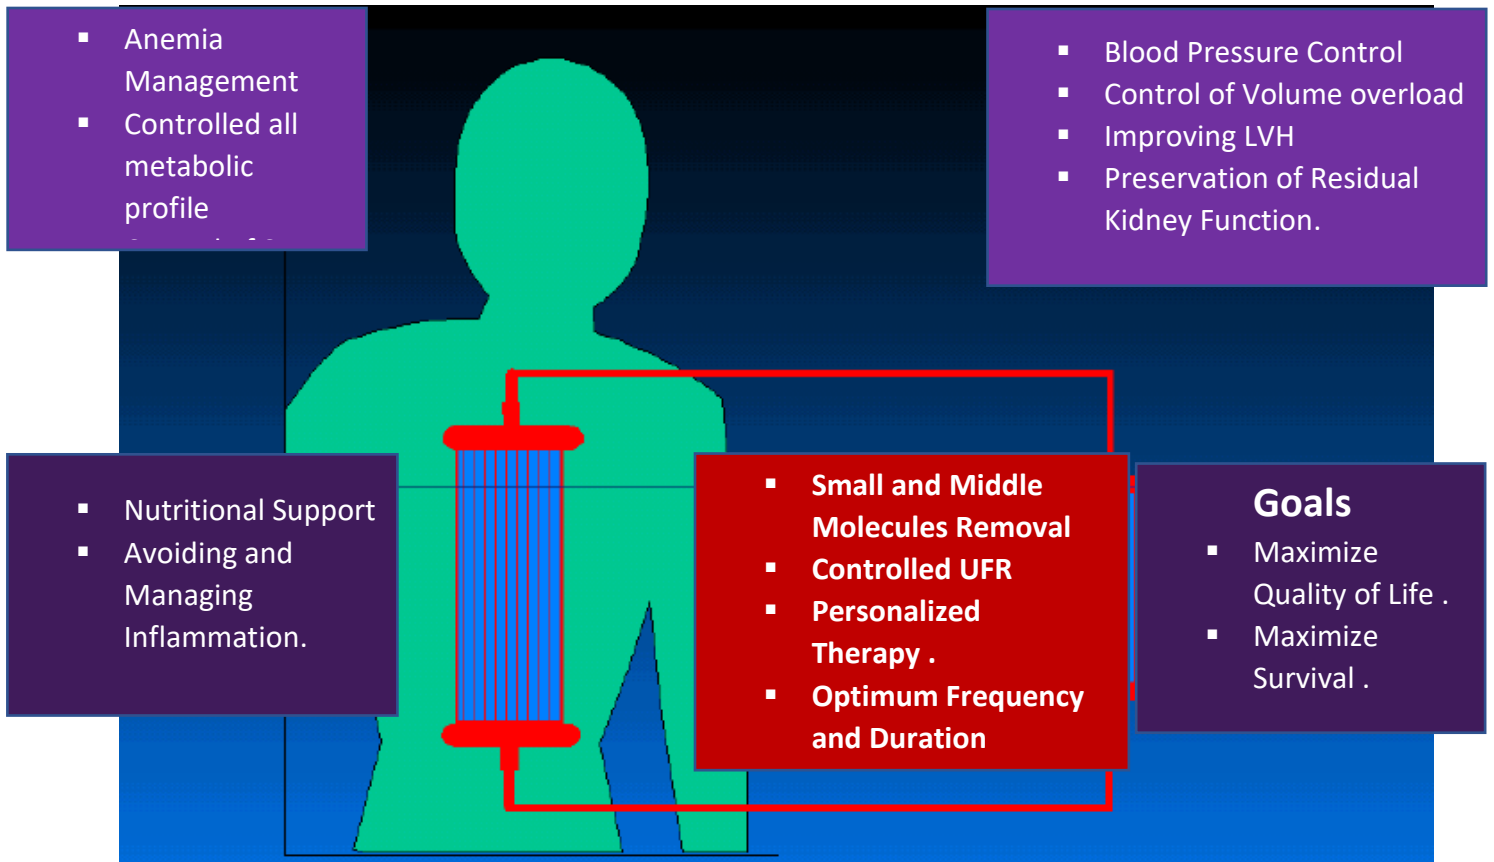 ▪ Anemia
Management
▪ Controlled all
metabolic
profile
▪ Blood Pressure Control
▪ Control of Volume overload
▪ Improving LVH
▪ Preservation of Residual
Kidney Function.
▪ Nutritional Support
▪ Avoiding and
Managing
Inflammation.
▪ Small and Middle
Molecules Removal
▪ Controlled UFR
▪ Personalized
Therapy .
▪ Optimum Frequency
and Duration
Goals
▪ Maximize
Quality of Life .
▪ Maximize
Survival .